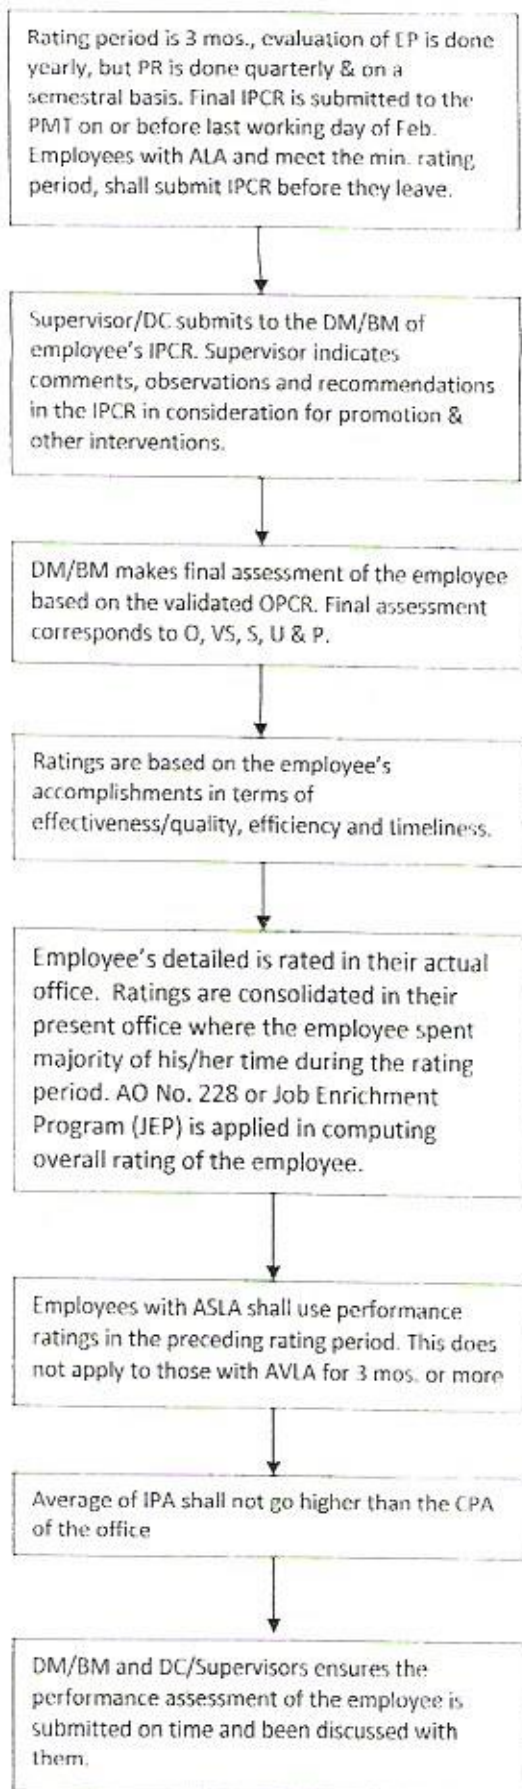 Rating period is 3 mos., evaluation of EP is done
yearly, but PR is done quarterly & on a
semestral basis. Final IPCR is submitted to the
PMT on or before last working day of Feb.
Employees with ALA and meet the min. rating
period, shall submit IPCR before they leave.
Supervisor/DC submits to the DM/BM of
employee's IPCR. Supervisor indicates
comments, observations and recommendations
in the IPCR in consideration for promotion &
other interventions.
DM/BM makes final assessment of the employee
based on the validated OPCR. Final assessment
corresponds to O, VS, S, U & P.
Ratings are based on the employee's
accomplishments in terms of
effectiveness/quality, efficiency and timeliness.
Employee's detailed is rated in their actual
office. Ratings are consolidated in their
present office where the employee spent
majority of his/her time during the rating
period. AO No. 228 or Job Enrichment
Program (JEP) is applied in computing
overall rating of the employee.
Employees with ASLA shall use performance
ratings in the preceding rating period. This does
not apply to those with AVLA for 3 mos. or more
Average of IPA shall not go higher than the CPA
of the office
DM/BM and DC/Supervisors ensures the
performance assessment of the employee is
submitted on time and been discussed with
them.